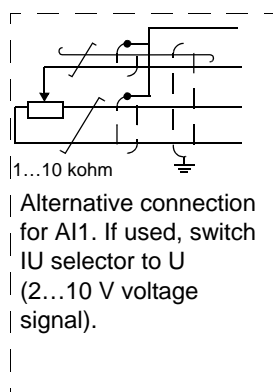 1…10 kohm
Alternative connection
for AI1. If used, switch
IU selector to U
(2…10 V voltage
signal).